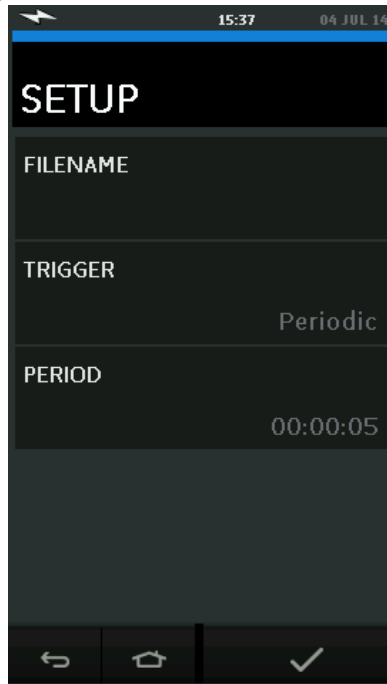 15:37 04 JUL 14
SETUP
FILENAME
TRIGGER
Periodic
PERIOD
00:00:05